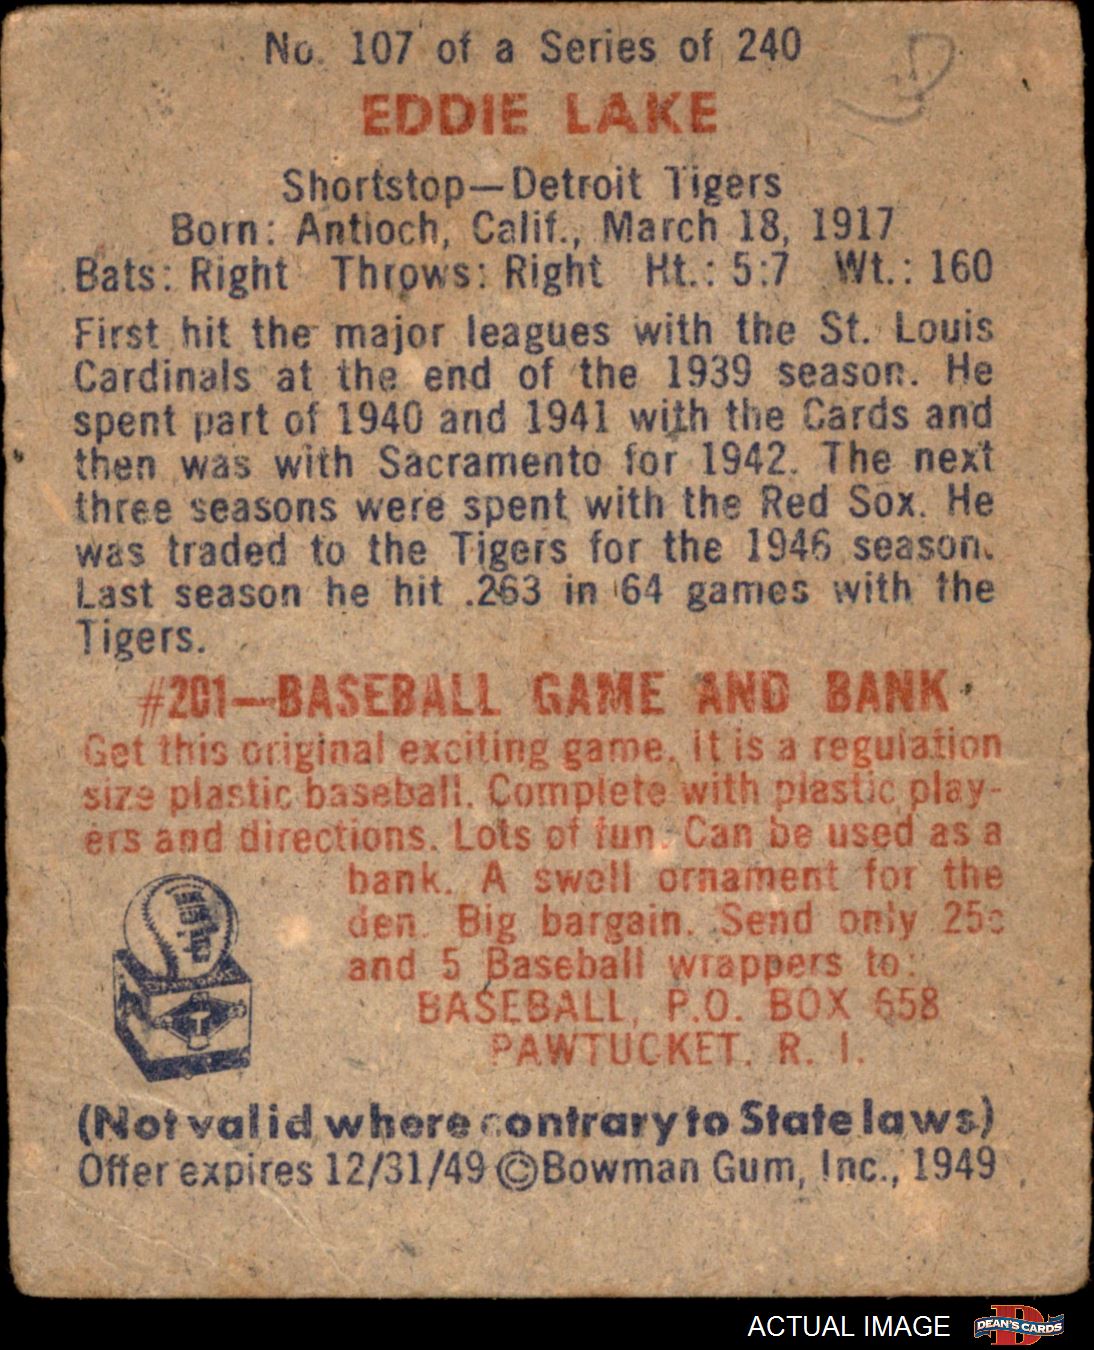 No. 107 of a Series of 240
EDDIE LAKE
Shortstop—Detroit Tigers
Born: Antioch, Calif., March 18, 1917
Bats: Right Throws: Right Ht.: 5:7 Wt.: 160
First hit the major leagues with the St. Louis
Cardinals at the end of the 1939 season. He
spent part of 1940 and 1941 with the Cards and
then was with Sacramento for 1942. The next
three seasons were spent with the Red Sox. He
was traded to the Tigers for the 1946 season.
Last season he hit .263 in 64 games with the
Tigers.
#201—BASEBALL GAME AND BANK
Get this original exciting game. It is a regulation
size plastic baseball. Complete with plastic play-
ers and directions. Lots of fun. Can be used as a
bank. A swell ornament for the
den. Big bargain. Send only 25c
and 5 Baseball wrappers to:
BASEBALL, P.O. BOX 658
PAWTUCKET, R. I.
(Not valid where contrary to State laws)
Offer expires 12/31/49 ©Bowman Gum, Inc., 1949
ACTUAL IMAGE
DEAN'S CARDS